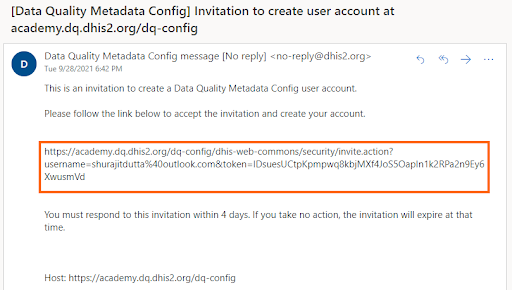 [Data Quality Metadata Config] Invitation to create user account at
academy.dq.dhis2.org/dq-config
D
Data Quality Metadata Config message [No reply] <no-reply@dhis2.org>
Tue 9/28/2021 6:42 PM
This is an invitation to create a Data Quality Metadata Config user account.
Please follow the link below to accept the invitation and create your account.
https://academy.dq.dhis2.org/dq-config/dhis-web-commons/security/invite.action?
username=shurajitdutta%40outlook.com&token=IDsuesUCtpKpmpwq8kbjMXf4JoS5OapIn1k2RPa2n9Ey6
XwusmVd
You must respond to this invitation within 4 days. If you take no action, the invitation will expire at that
time.
Host: https://academy.dq.dhis2.org/dq-config